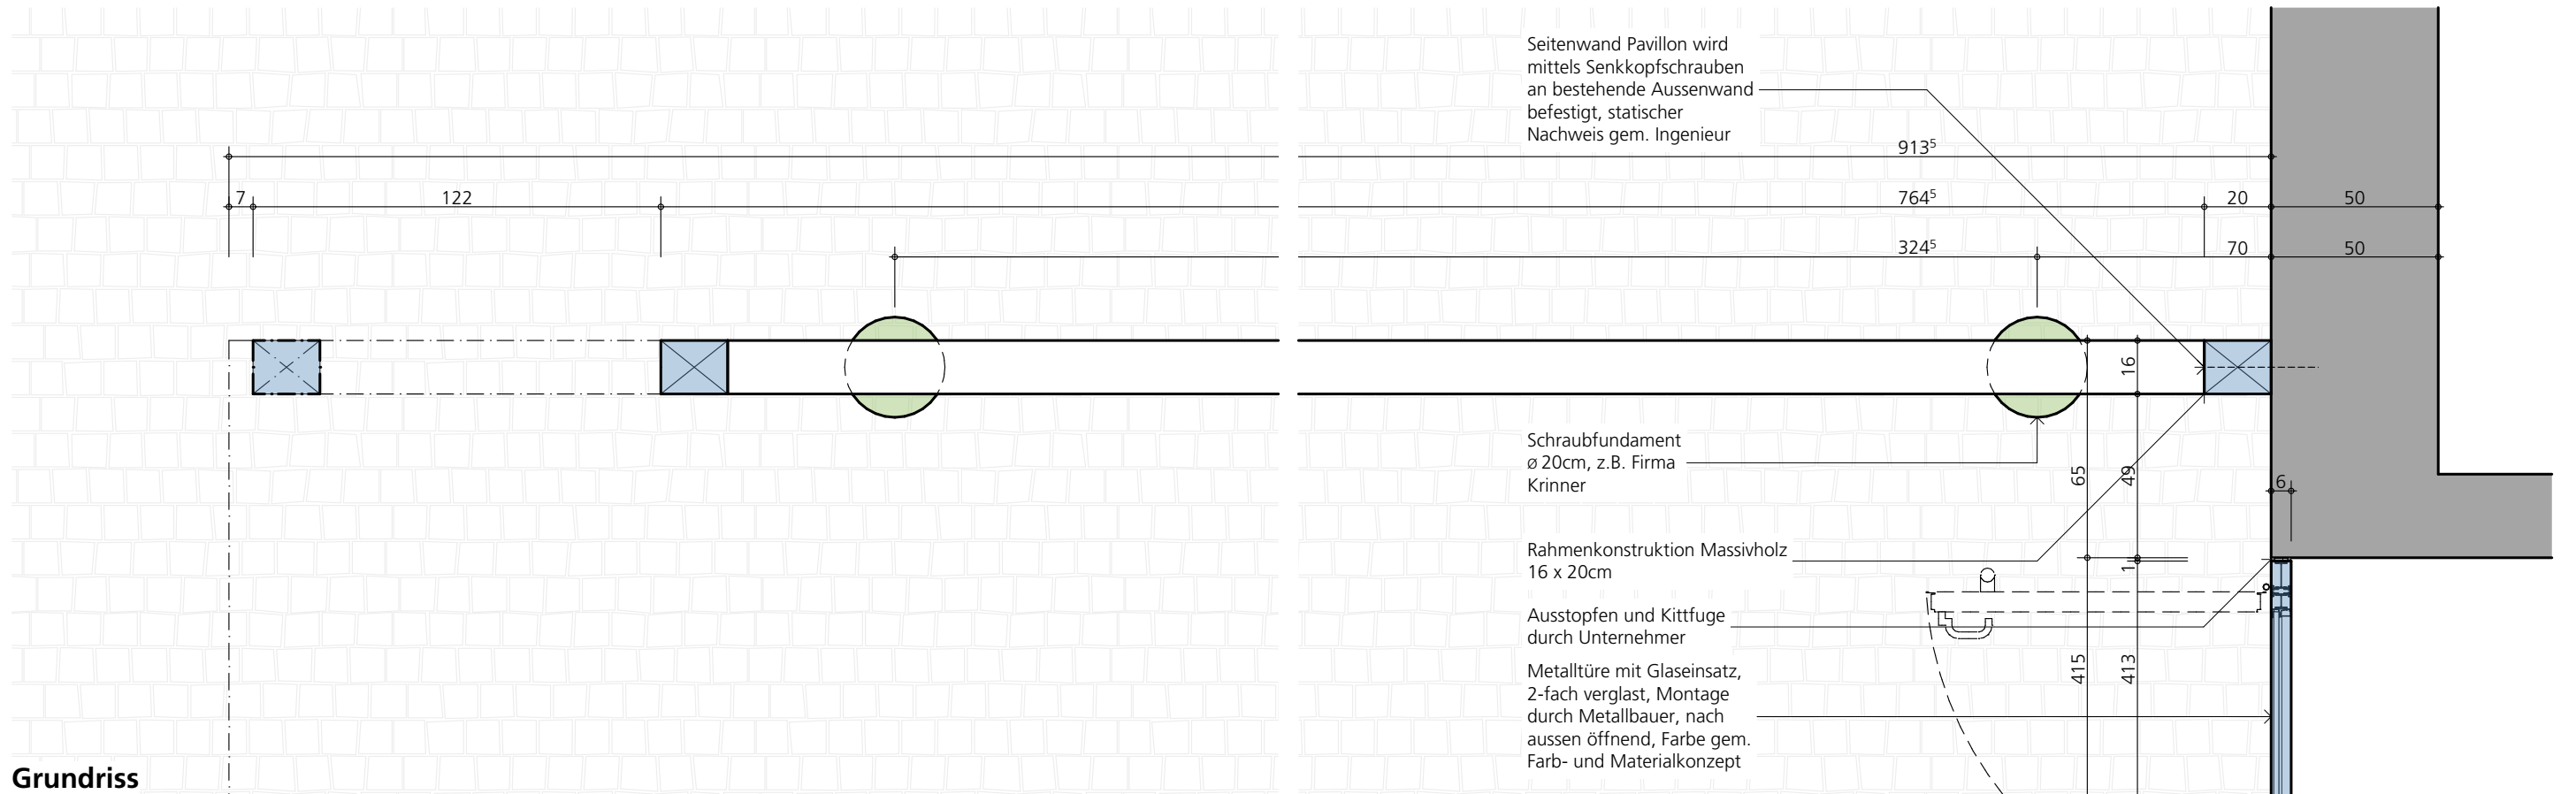 Seitenwand Pavillon wird
mittels Senkkopfschrauben
an bestehende Aussenwand
befestigt, statischer
Nachweis gem. Ingenieur
913⁵
7
122
764⁵
20
50
324⁵
70
50
16
Schraubfundament
ø 20cm, z.B. Firma
Krinner
65
49
6
Rahmenkonstruktion Massivholz
16 x 20cm
1
Ausstopfen und Kittfuge
durch Unternehmer
Metalltüre mit Glaseinsatz,
2-fach verglast, Montage
durch Metallbauer, nach
aussen öffnend, Farbe gem.
Farb- und Materialkonzept
415
413
Grundriss